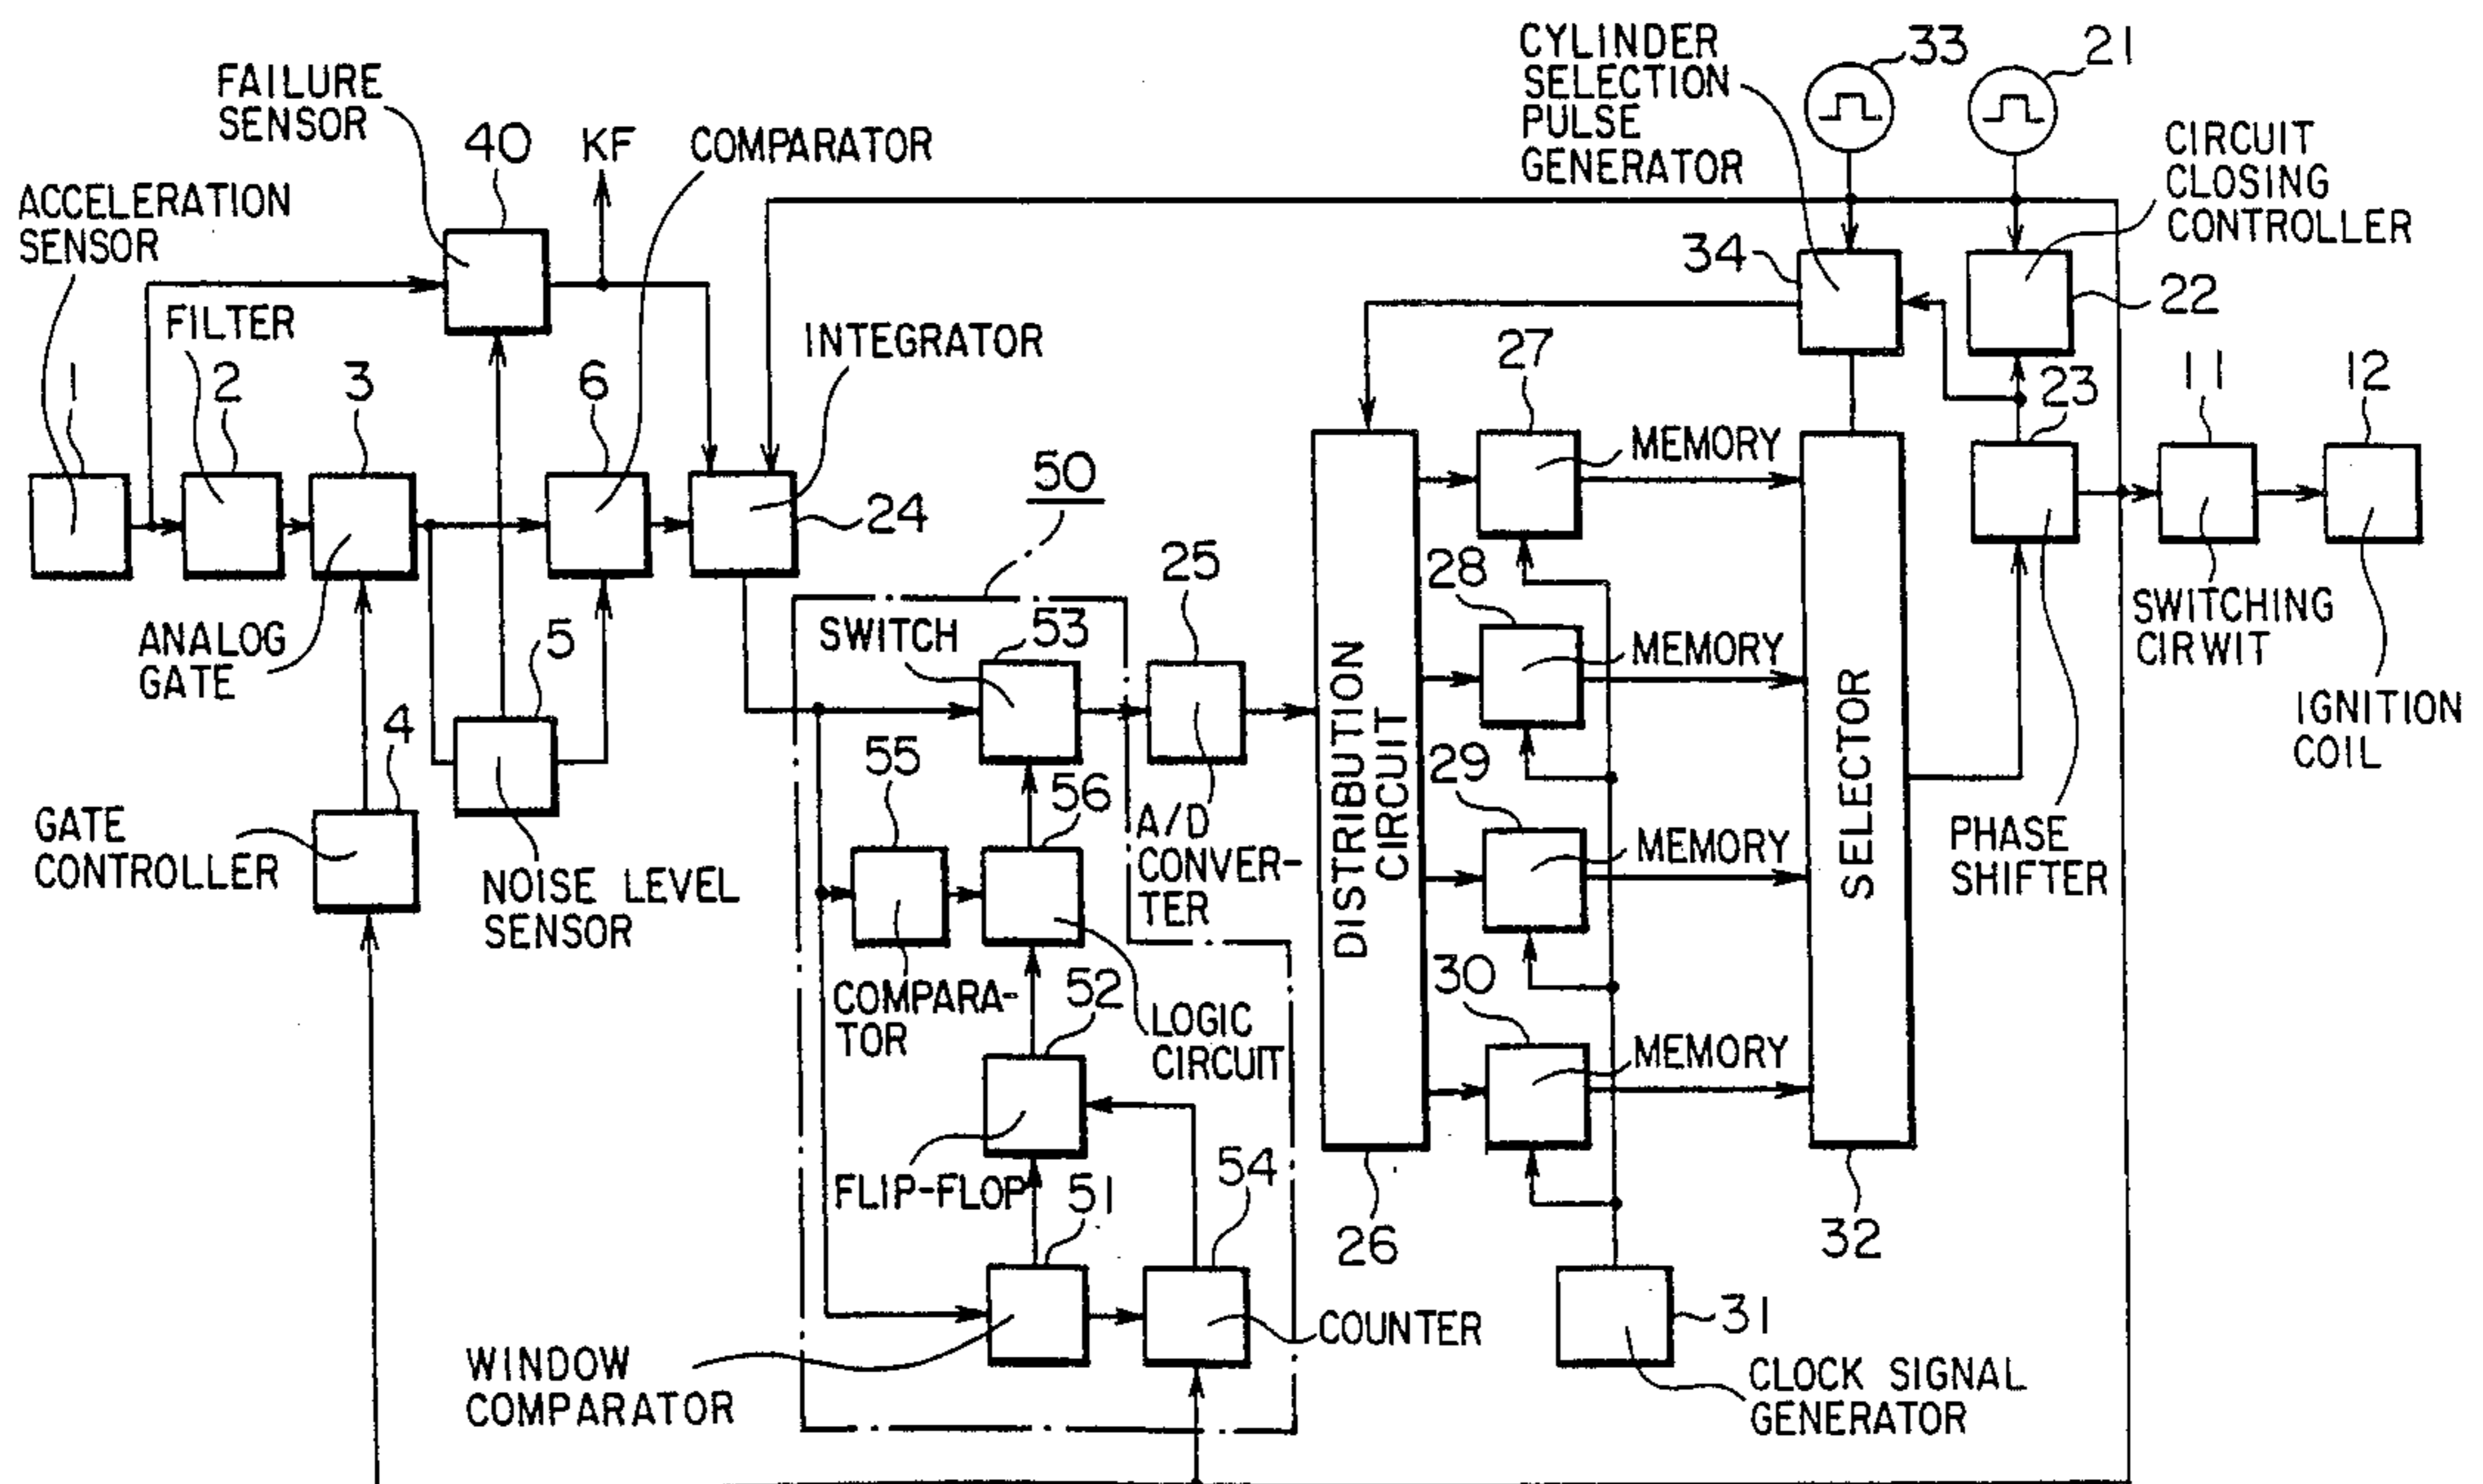 FAILURE
SENSOR
40
KF
COMPARATOR
CYLINDER
SELECTION
PULSE
GENERATOR
33
21
CIRCUIT
CLOSING
CONTROLLER
ACCELERATION
SENSOR
34
22
FILTER
INTEGRATOR
1
2
3
6
27
MEMORY
23
11
12
50
24
25
28
SWITCH
53
MEMORY
SWITCHING
CIRWIT
ANALOG
GATE
5
4
55
56
A/D
CONVER-
TER
DISTRIBUTION
CIRCUIT
29
MEMORY
SELECTOR
IGNITION
COIL
PHASE
SHIFTER
GATE
CONTROLLER
NOISE LEVEL
SENSOR
COMPARA-
TOR
52
LOGIC
CIRCUIT
30
MEMORY
FLIP-FLOP
51
54
26
32
31
COUNTER
WINDOW
COMPARATOR
CLOCK SIGNAL
GENERATOR